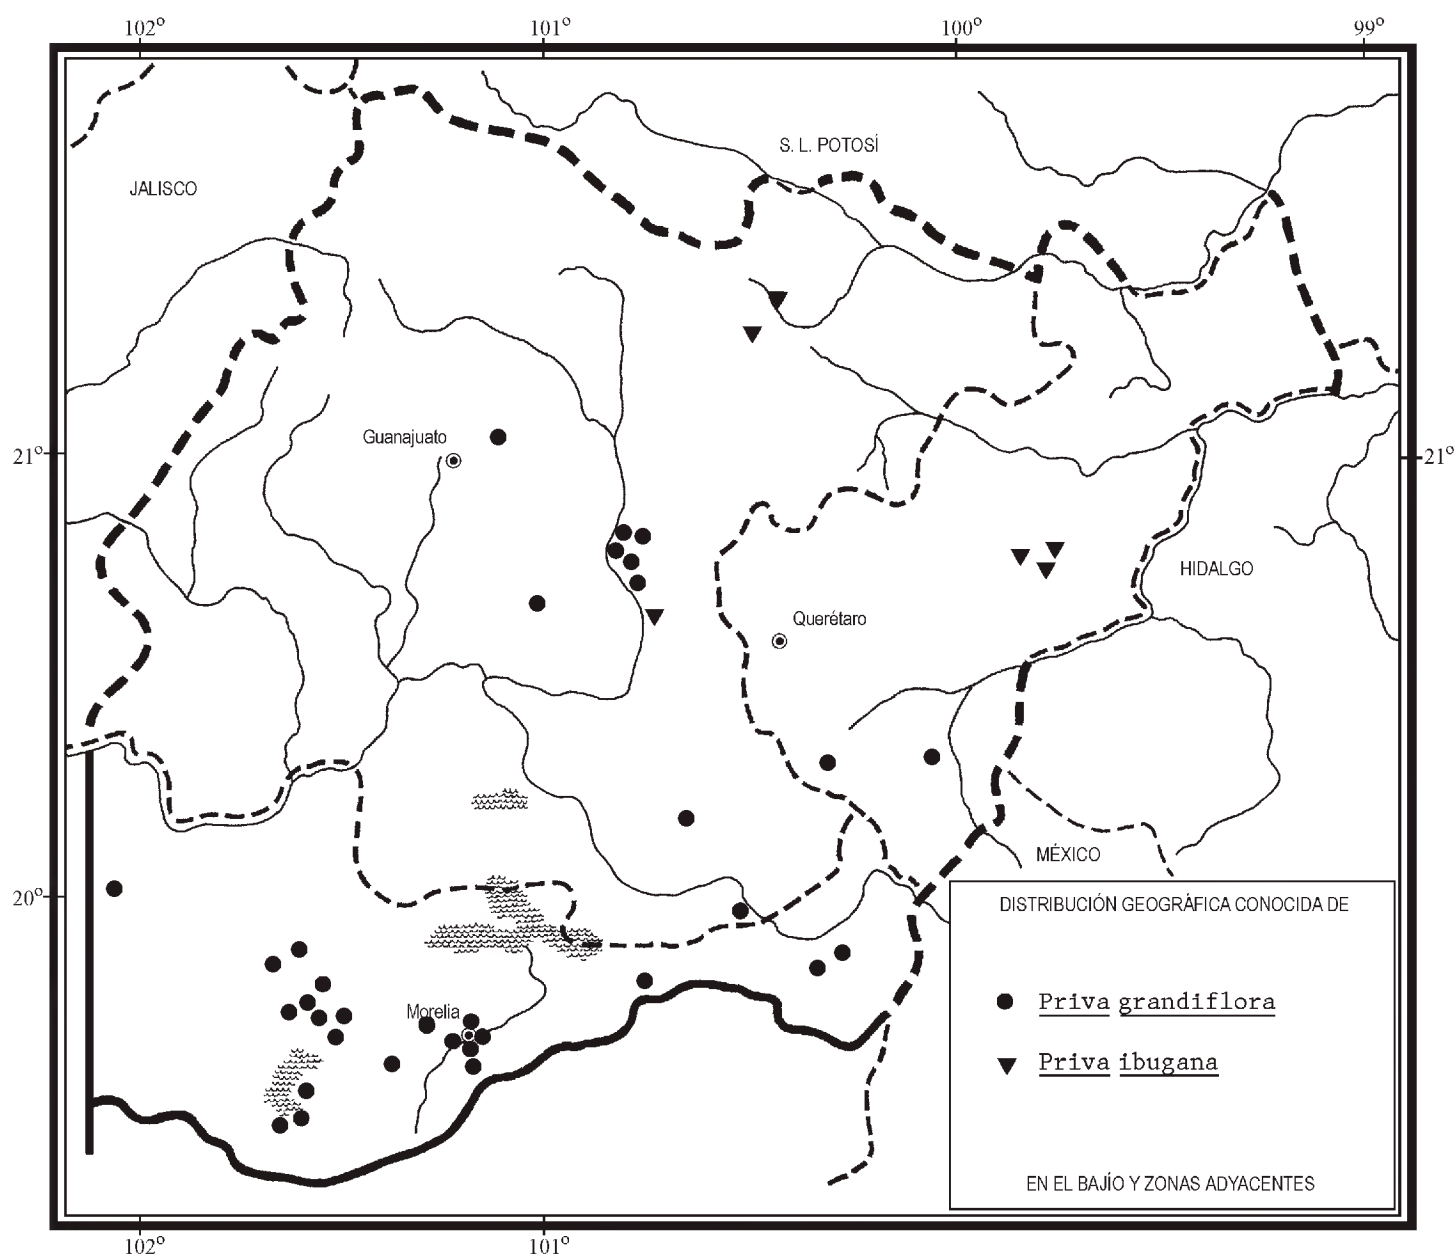 102° 101° 100° 99°
S. L. POTOSÍ
JALISCO
Guanajuato
21° 21°
HIDALGO
Querétaro
MÉXICO
20°
DISTRIBUCIÓN GEOGRÁFICA CONOCIDA DE
Priva grandiflora
Morelia
Priva ibugana
EN EL BAJÍO Y ZONAS ADYACENTES
102° 101°